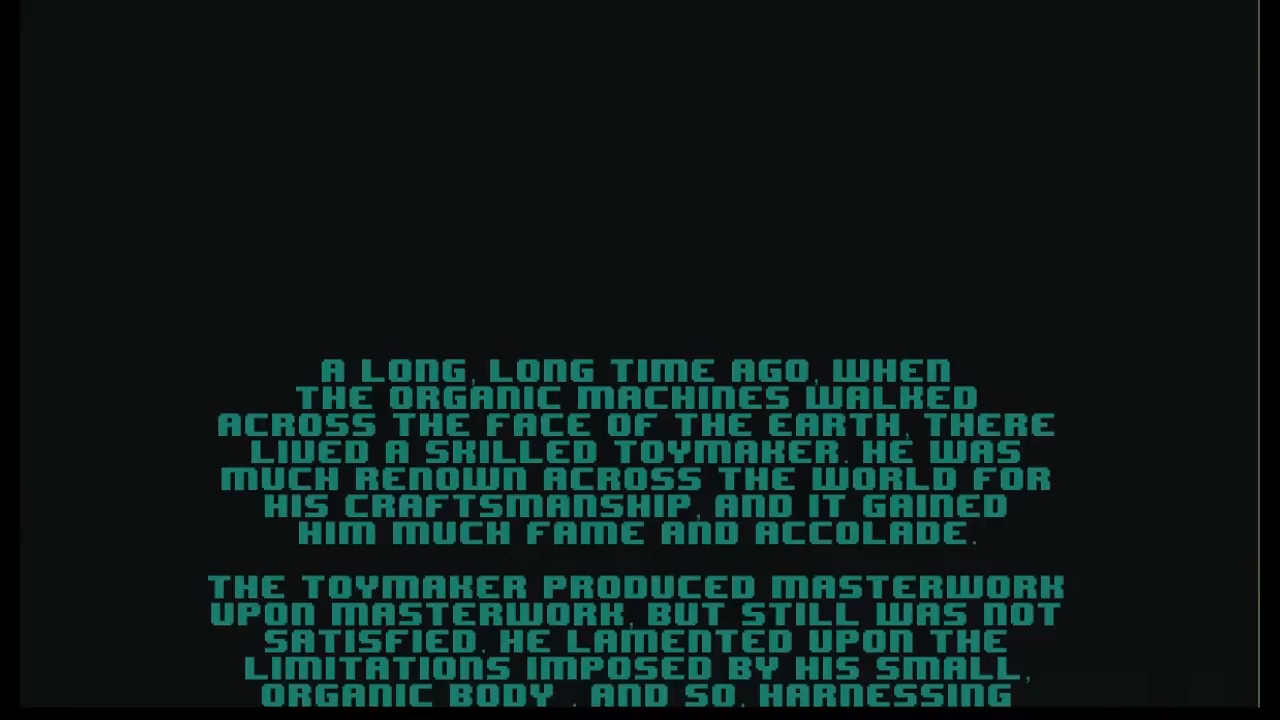 A LONG, LONG TIME AGO, WHEN
THE ORGANIC MACHINES WALKED
ACROSS THE FACE OF THE EARTH, THERE
LIVED A SKILLED TOYMAKER. HE WAS
MUCH RENOWN ACROSS THE WORLD FOR
HIS CRAFTSMANSHIP, AND IT GAINED
HIM MUCH FAME AND ACCOLADE.
THE TOYMAKER PRODUCED MASTERWORK
UPON MASTERWORK, BUT STILL WAS NOT
SATISFIED. HE LAMENTED UPON THE
LIMITATIONS IMPOSED BY HIS SMALL,
ORGANIC BODY . AND SO, HARNESSING